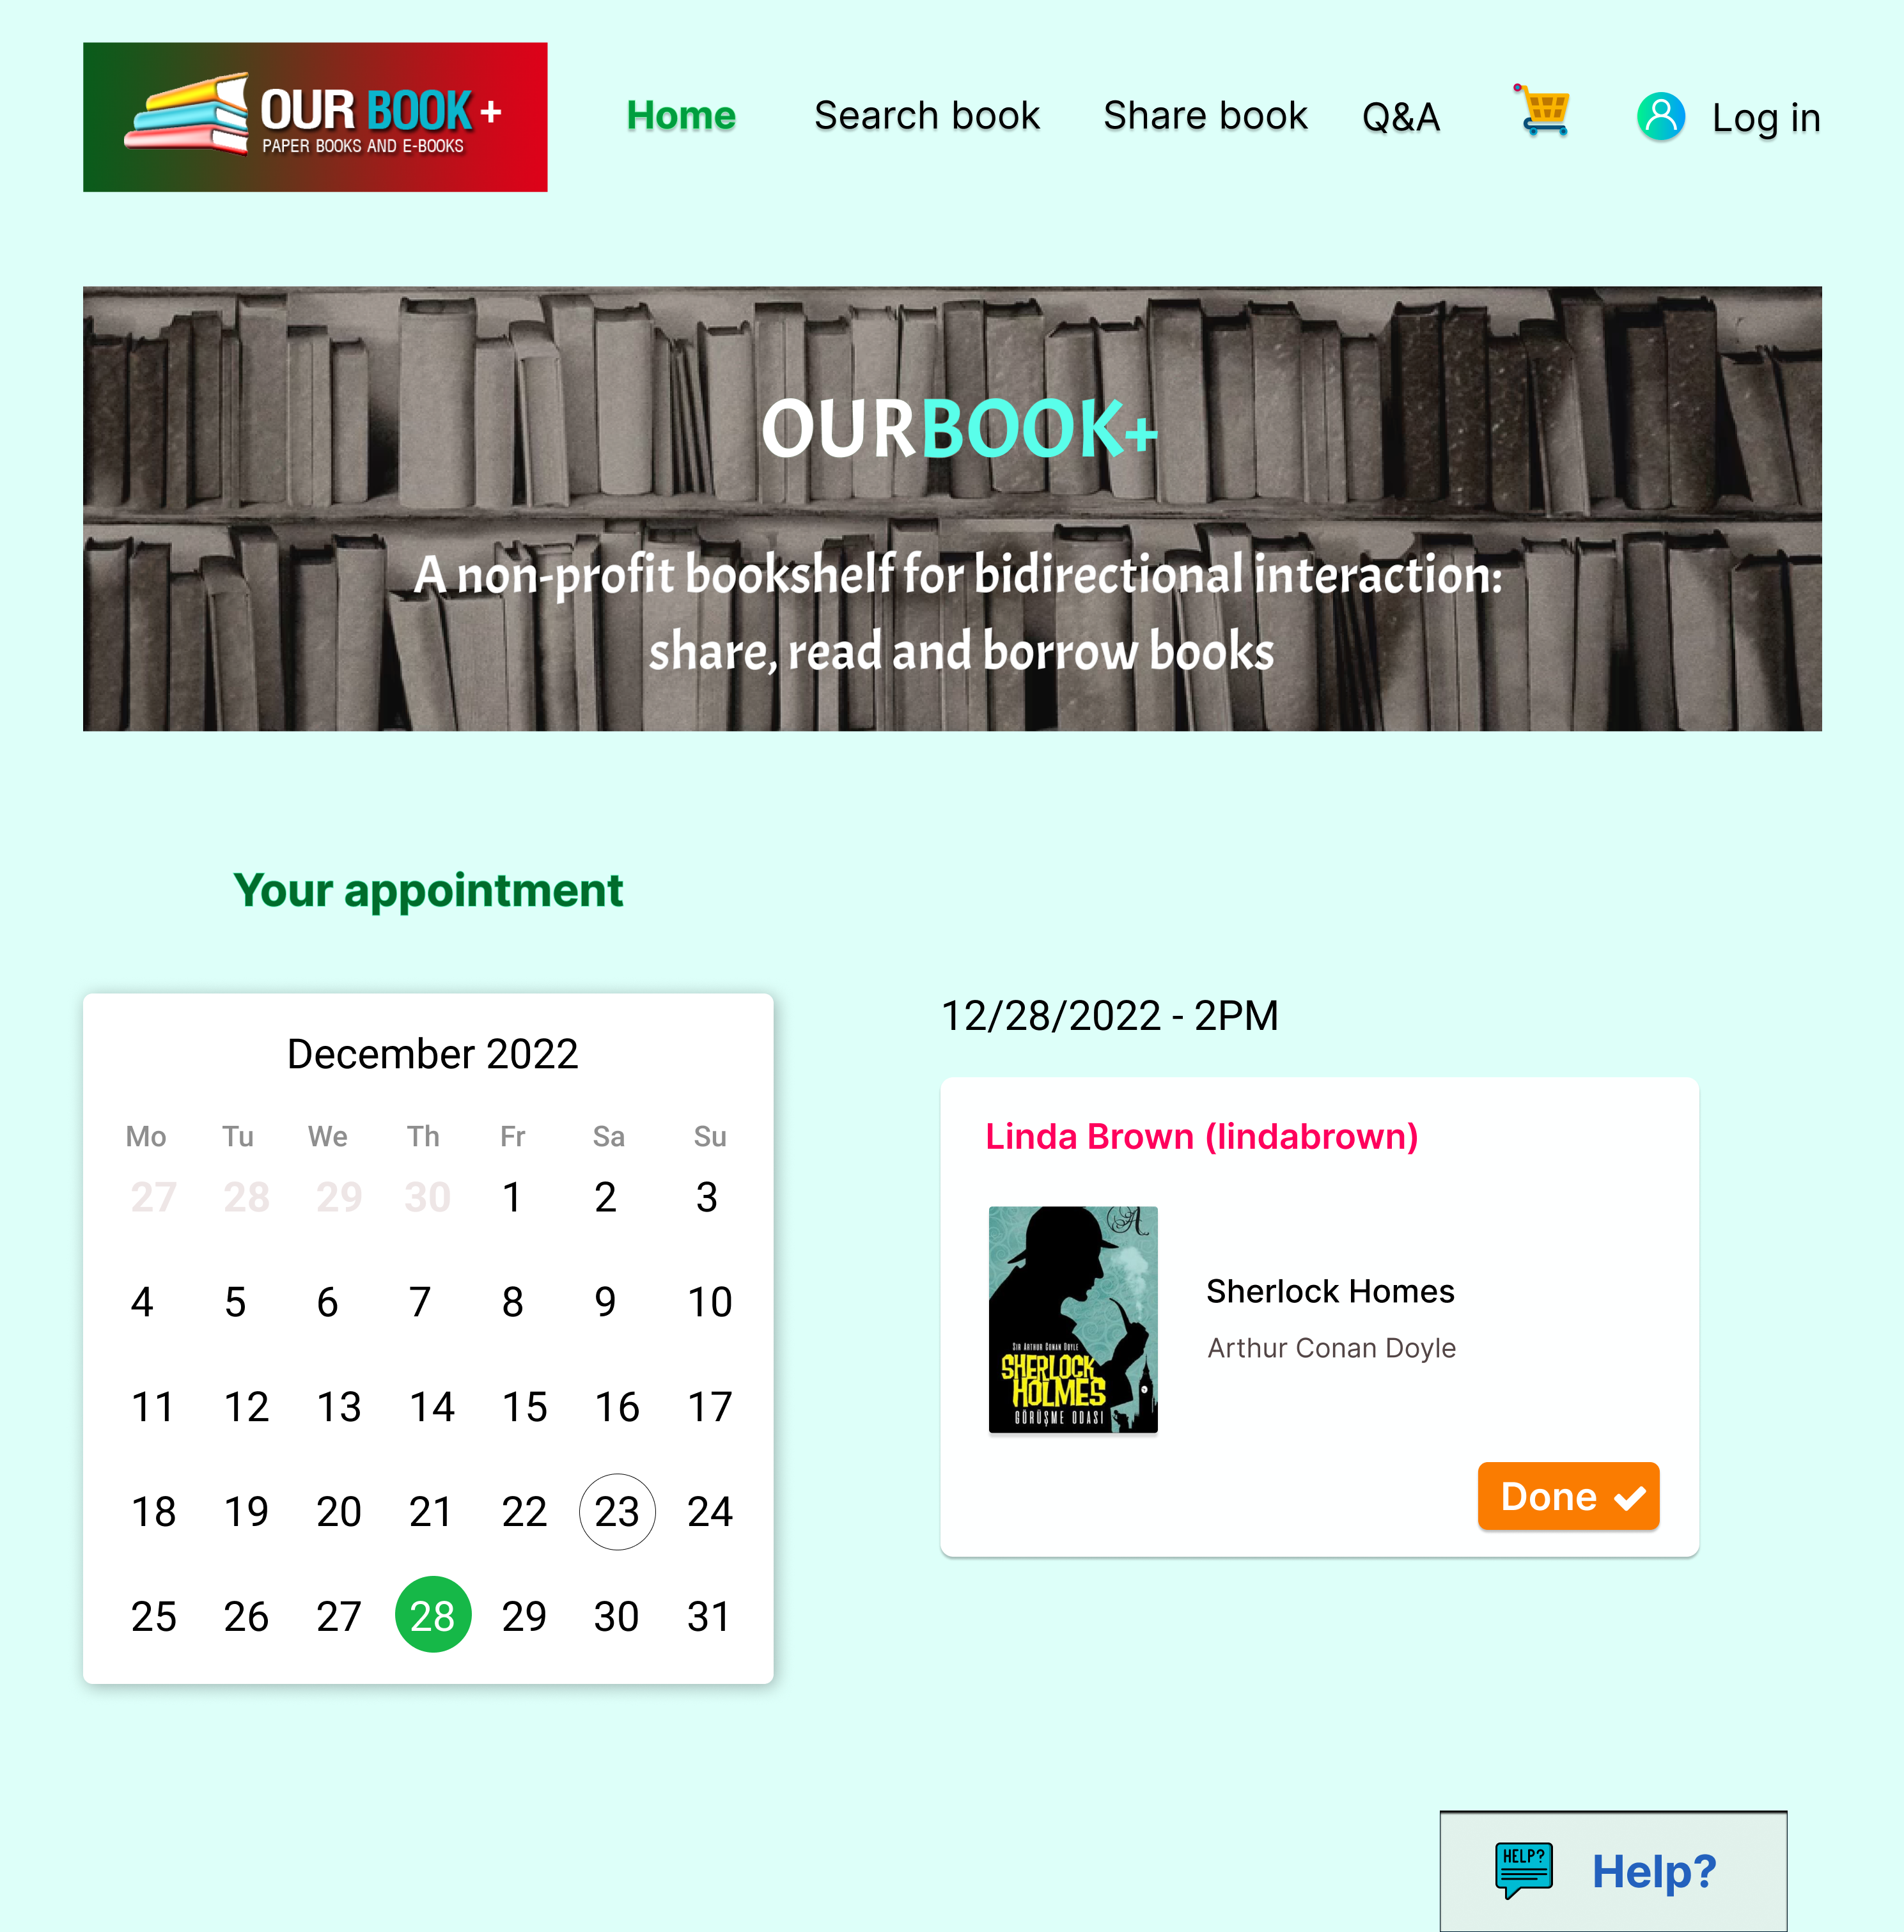 OUR BOOK +
PAPER BOOKS AND E-BOOKS
Home
Search book
Share book
Q&A
Log in
OURBOOK+
A non-profit bookshelf for bidirectional interaction:
share, read and borrow books
Your appointment
December 2022
Mo Tu We Th Fr Sa Su
27 28 29 30 1 2 3
4 5 6 7 8 9 10
11 12 13 14 15 16 17
18 19 20 21 22 23 24
25 26 27 28 29 30 31
12/28/2022 - 2PM
Linda Brown (lindabrown)
A
SIR ARTHUR CONAN DOYLE
SHERLOCK
HOLMES
GÖRÜŞME ODASI
Sherlock Homes
Arthur Conan Doyle
Done
HELP?
Help?